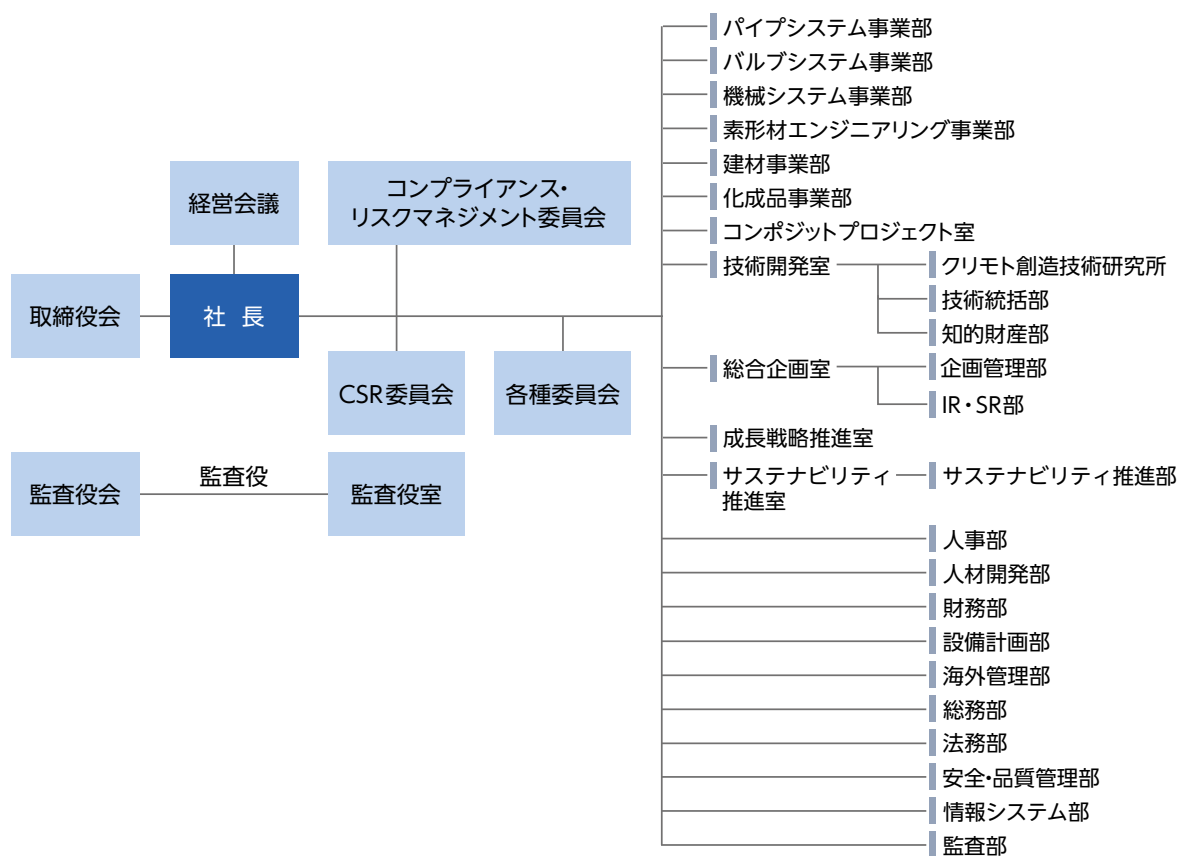 取締役会
経営会議
社 長
コンプライアンス・
リスクマネジメント委員会
CSR委員会
各種委員会
監査役会
監査役
監査役室
パイプシステム事業部
バルブシステム事業部
機械システム事業部
素形材エンジニアリング事業部
建材事業部
化成品事業部
コンポジットプロジェクト室
技術開発室
クリモト創造技術研究所
技術統括部
知的財産部
総合企画室
企画管理部
IR・SR部
成長戦略推進室
サステナビリティ
推進室
サステナビリティ推進部
人事部
人材開発部
財務部
設備計画部
海外管理部
総務部
法務部
安全・品質管理部
情報システム部
監査部